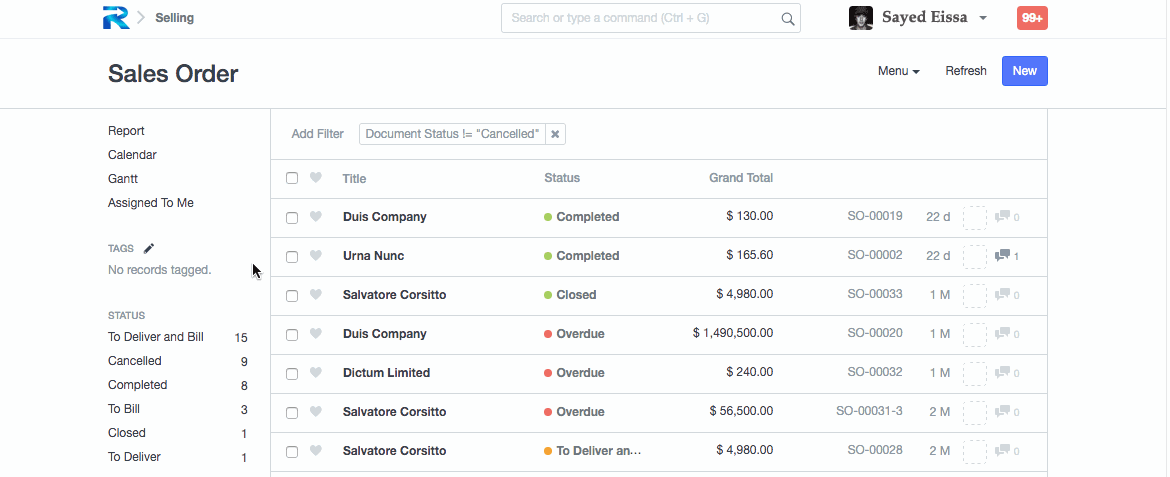 Selling
Search or type a command (Ctrl + G)
Sayed Eissa
99+
Sales Order
Menu
Refresh
New
Report
Calendar
Gantt
Assigned To Me
TAGS
No records tagged.
STATUS
To Deliver and Bill 15
Cancelled 9
Completed 8
To Bill 3
Closed 1
To Deliver 1
Add Filter Document Status != "Cancelled" ×
Title Status Grand Total
Duis Company Completed $ 130.00 SO-00019 22 d 0
Urna Nunc Completed $ 165.60 SO-00002 22 d 1
Salvatore Corsitto Closed $ 4,980.00 SO-00033 1 M 0
Duis Company Overdue $ 1,490,500.00 SO-00020 1 M 0
Dictum Limited Overdue $ 240.00 SO-00032 1 M 0
Salvatore Corsitto Overdue $ 56,500.00 SO-00031-3 2 M 0
Salvatore Corsitto To Deliver an... $ 4,980.00 SO-00028 2 M 0